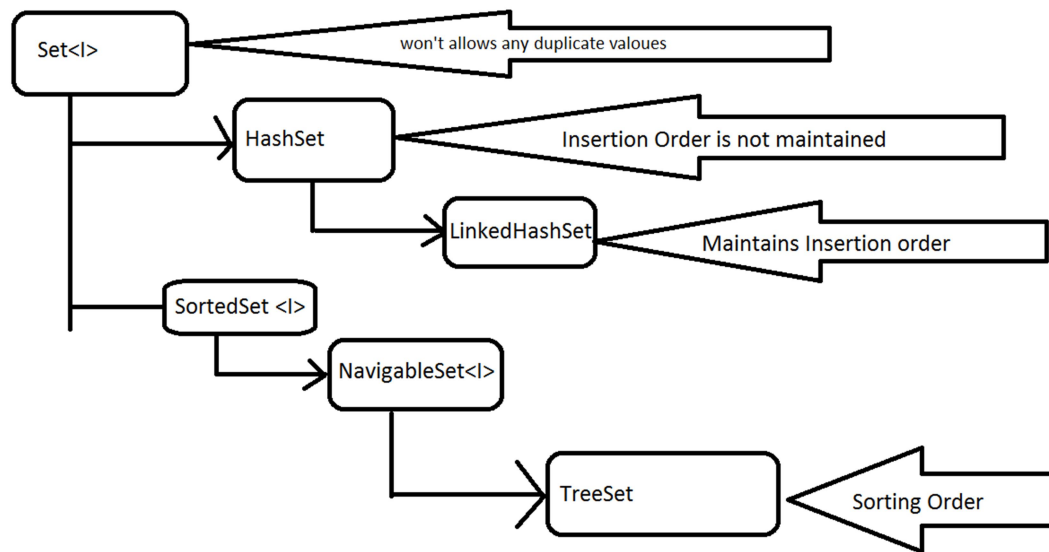 Set<I>
won't allows any duplicate valoues
HashSet
Insertion Order is not maintained
LinkedHashSet
Maintains Insertion order
SortedSet <I>
NavigableSet<I>
TreeSet
Sorting Order